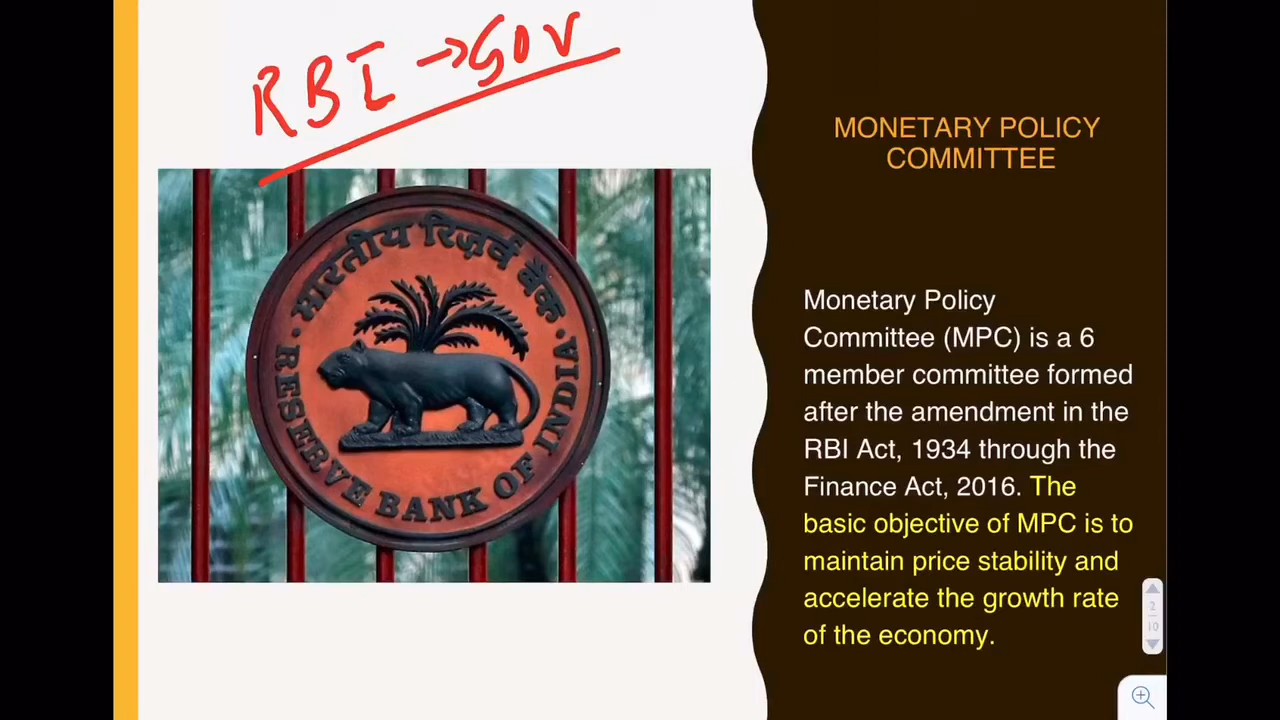 RBI → GOV
भारतीय रिज़र्व बैंक
RESERVE BANK OF INDIA
MONETARY POLICY
COMMITTEE
Monetary Policy
Committee (MPC) is a 6
member committee formed
after the amendment in the
RBI Act, 1934 through the
Finance Act, 2016. The
basic objective of MPC is to
maintain price stability and
accelerate the growth rate
of the economy.
2
10